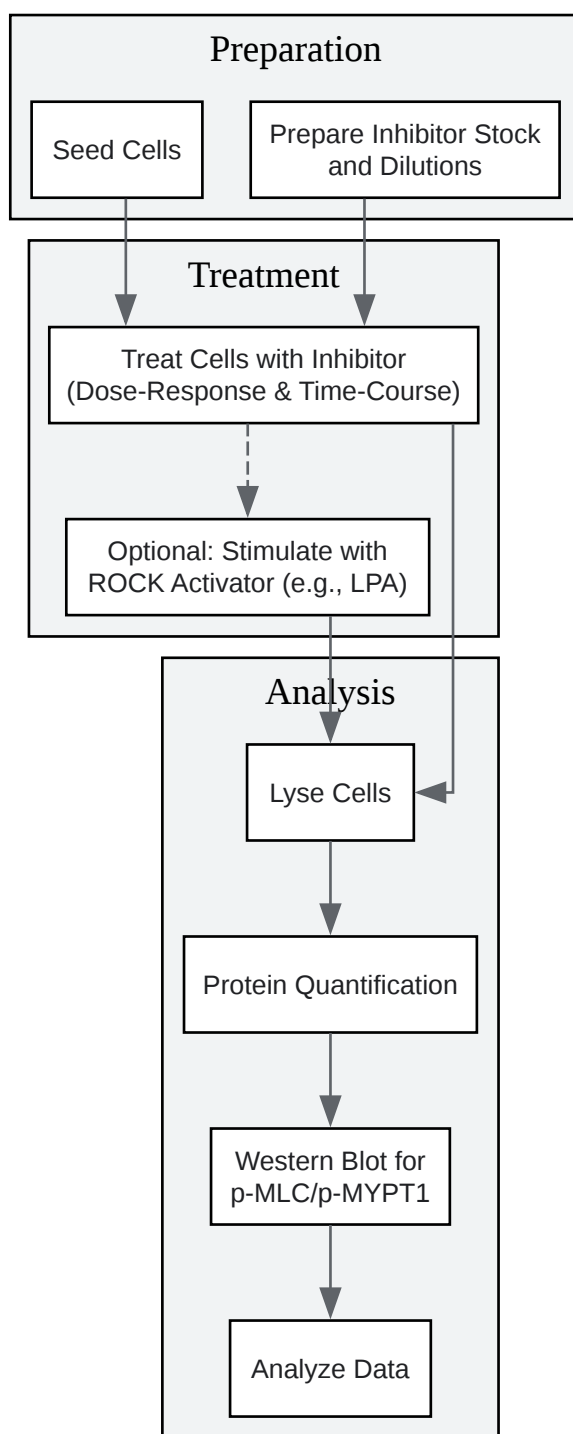 Preparation
Seed Cells
Prepare Inhibitor Stock
and Dilutions
Treatment
Treat Cells with Inhibitor
(Dose-Response & Time-Course)
Optional: Stimulate with
ROCK Activator (e.g., LPA)
Analysis
Lyse Cells
Protein Quantification
Western Blot for
p-MLC/p-MYPT1
Analyze Data